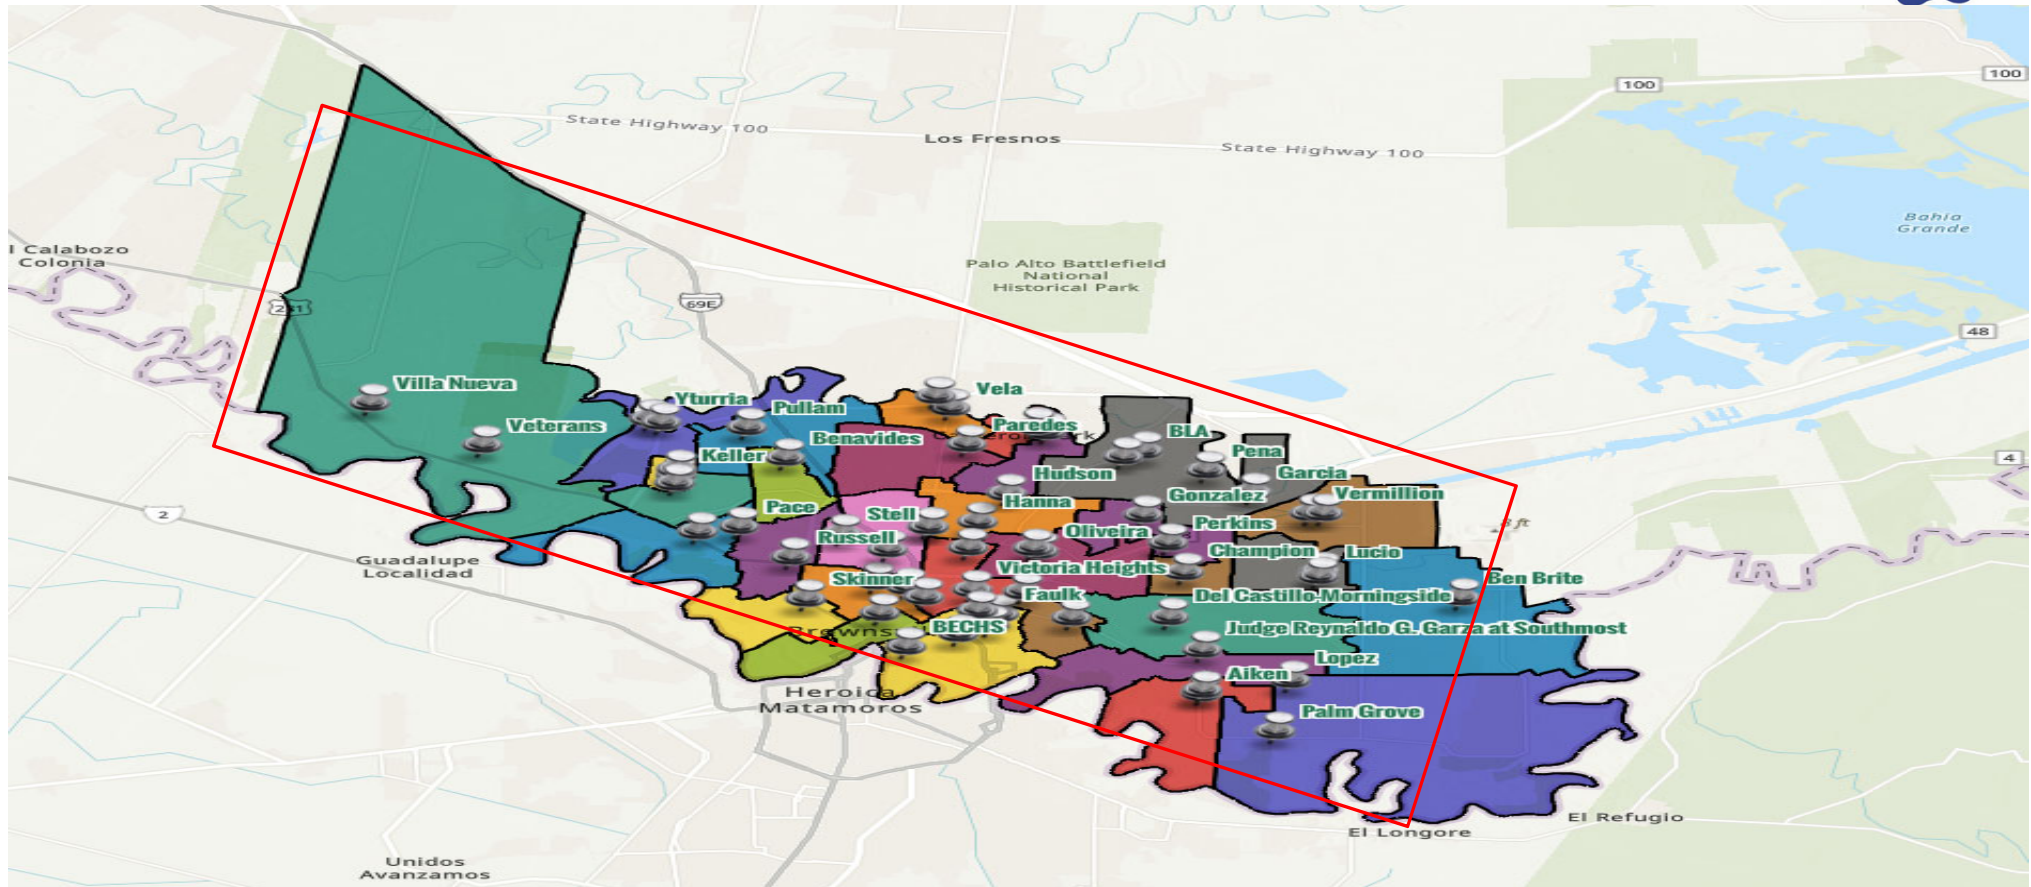 100
100
State Highway 100
Los Fresnos
State Highway 100
Bahia
Grande
l Calabozo
Colonia
Palo Alto Battlefield
National
Historical Park
69E
48
Villa Nueva
Yturria
Vela
Pullam
Veterans
Benavides
Paredes
BLA
Keller
Hudson
Pena
Garcia
4
2
Pace
Stell
Hanna
Gonzalez
Vermillion
Russell
Oliveira
Perkins
Guadalupe
Localidad
Skinner
Victoria Heights
Champion
Lucio
Ben Brite
Faulk
Del Castillo-Morningside
BECHS
Judge Reynaldo G. Garza at Southmost
Lopez
Aiken
Heroica
Matamoros
Palm Grove
El Refugio
El Longore
Unidos
Avanzamos